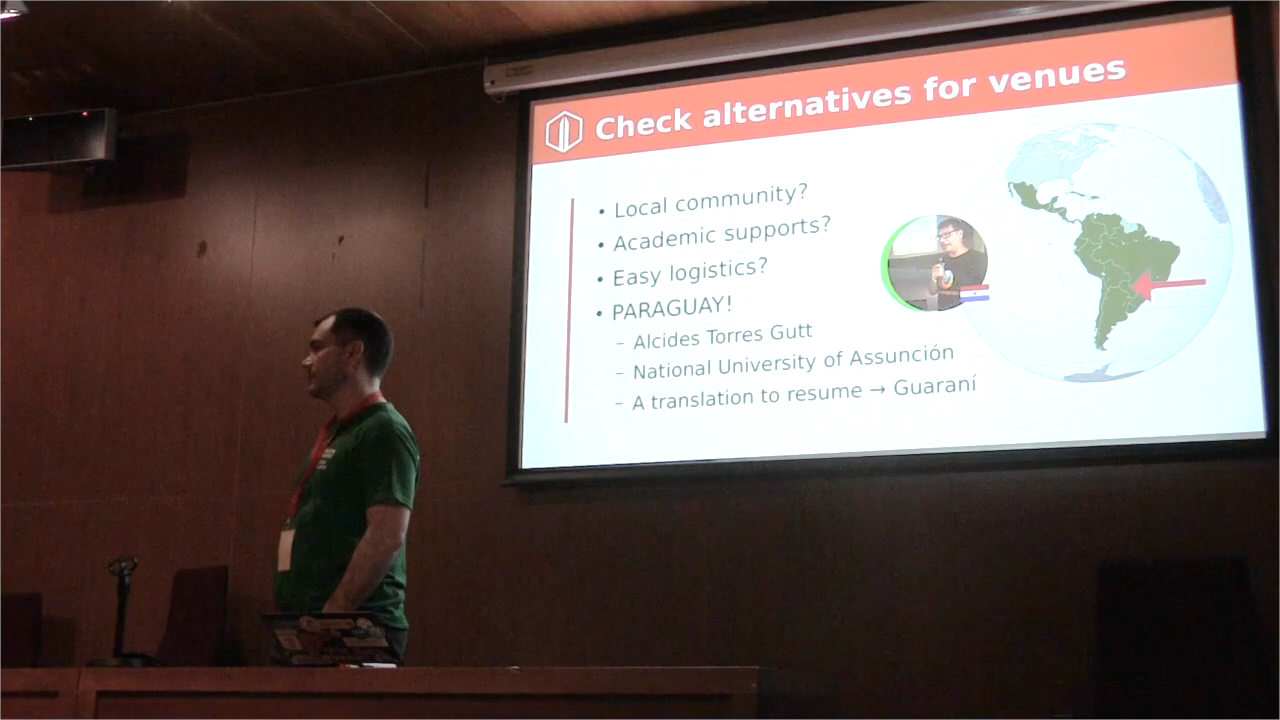 Check alternatives for venues
• Local community?
• Academic supports?
• Easy logistics?
• PARAGUAY!
– Alcides Torres Gutt
– National University of Assunción
– A translation to resume → Guaraní